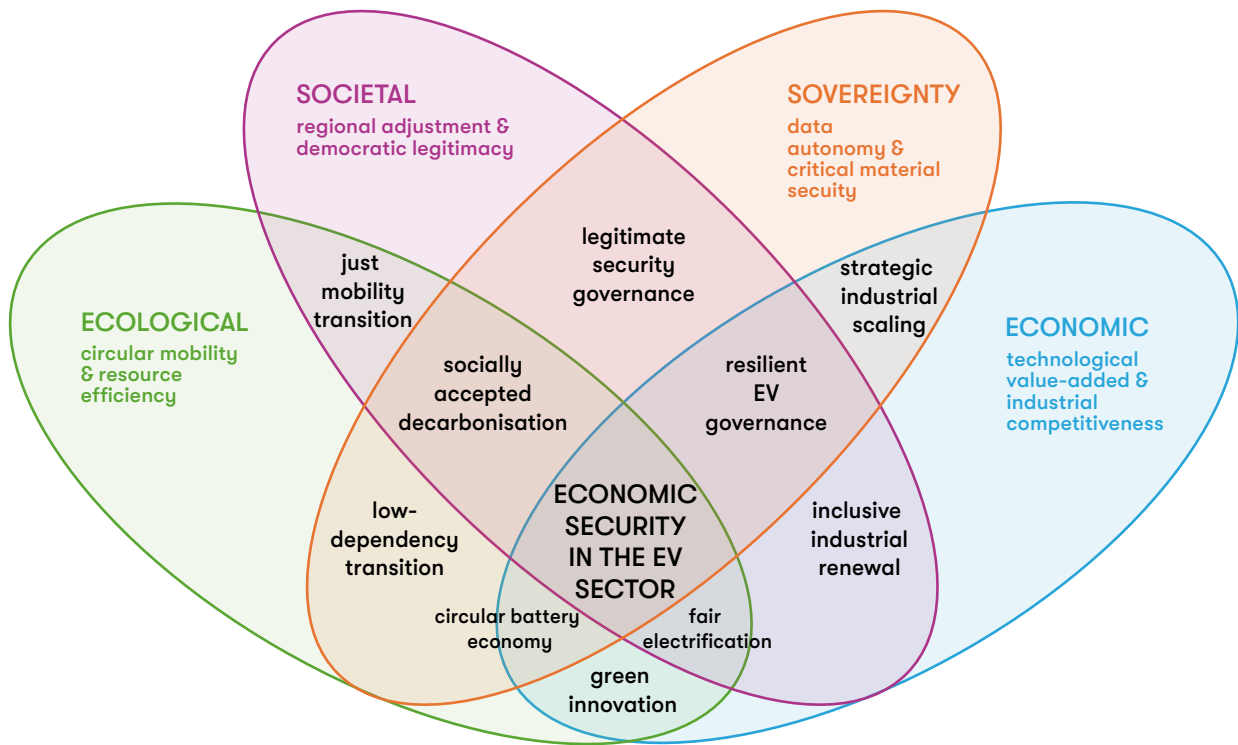 SOCIETAL
regional adjustment &
democratic legitimacy
SOVEREIGNTY
data
autonomy &
critical material
secuity
ECOLOGICAL
circular mobility
& resource
efficiency
ECONOMIC
technological
value-added &
industrial
competitiveness
just
mobility
transition
legitimate
security
governance
strategic
industrial
scaling
socially
accepted
decarbonisation
resilient
EV
governance
low-
dependency
transition
ECONOMIC
SECURITY
IN THE EV
SECTOR
inclusive
industrial
renewal
circular battery
economy
fair
electrification
green
innovation